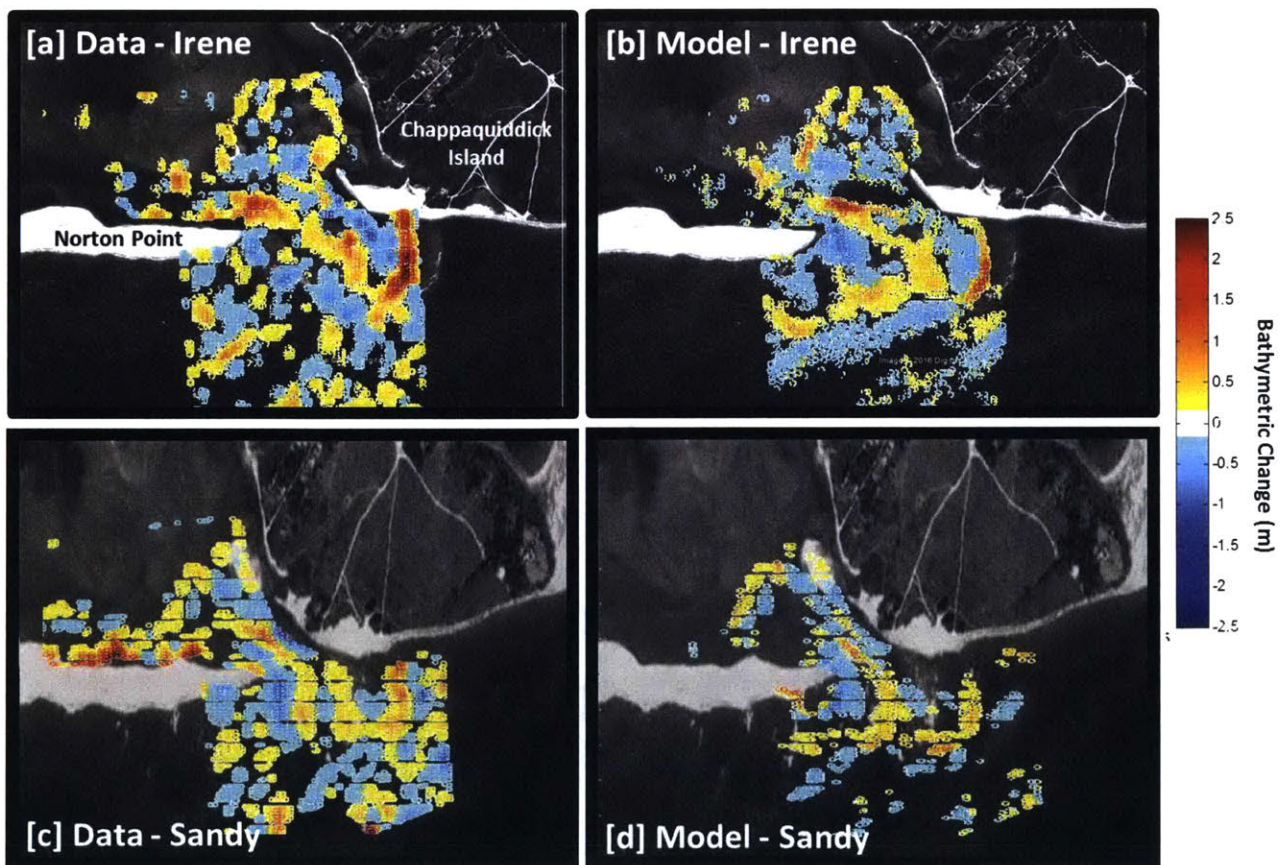 [a] Data - Irene
Chappaquiddick
Island
Norton Point
[b] Model - Irene
[c] Data - Sandy
[d] Model - Sandy
2 5
2
1.5
1
0.5
0
-0.5
-1
-1.5
-2
-2.5
Bathymetric Change (m)